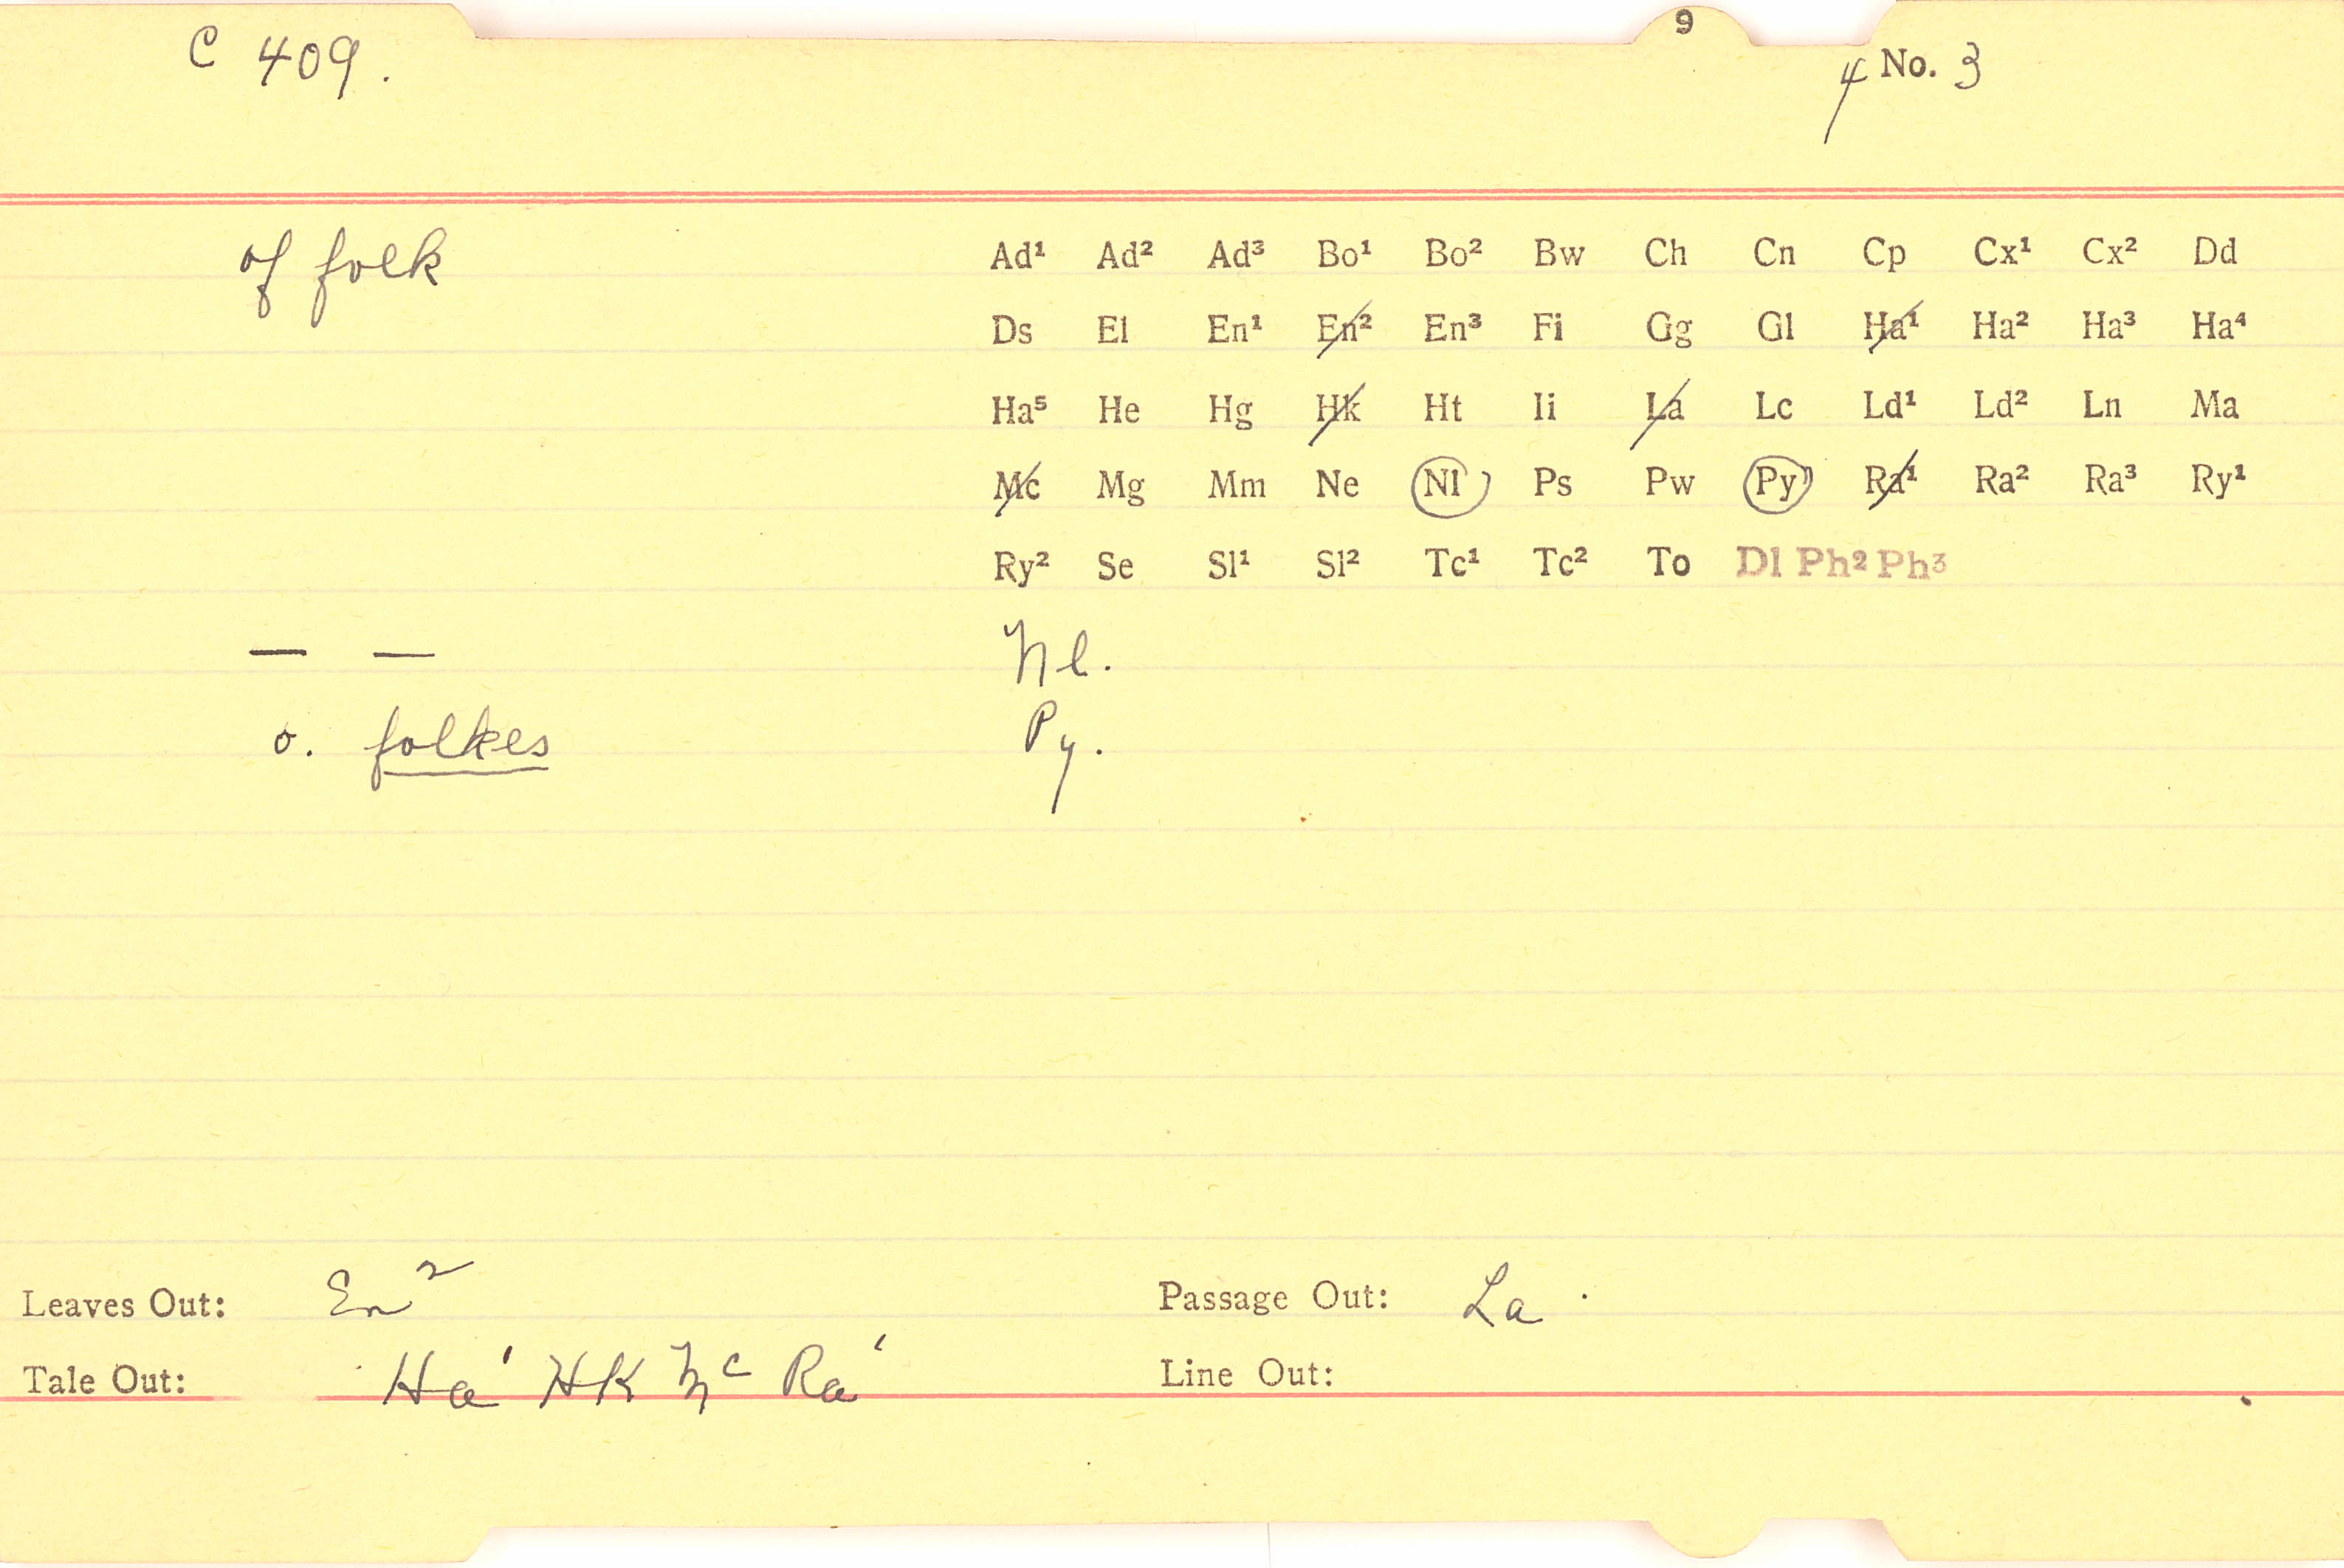 9
C 409. 4 No. 3
of folk Ad¹ Ad² Ad³ Bo¹ Bo² Bw Ch Cn Cp Cx¹ Cx² Dd
Ds El En¹ En² En³ Fi Gg Gl Ha¹ Ha² Ha³ Ha⁴
Ha⁵ He Hg Hk Ht Ii La Lc Ld¹ Ld² Ln Ma
Mc Mg Mm Ne Nl Ps Pw Py Ra¹ Ra² Ra³ Ry¹
Ry² Se Sl¹ Sl² Tc¹ Tc² To Dl Ph² Ph³
— — Nl.
o. folkes Py.
Leaves Out: En² Passage Out: La.
Tale Out: Ha¹ HK Mc Ra¹ Line Out: